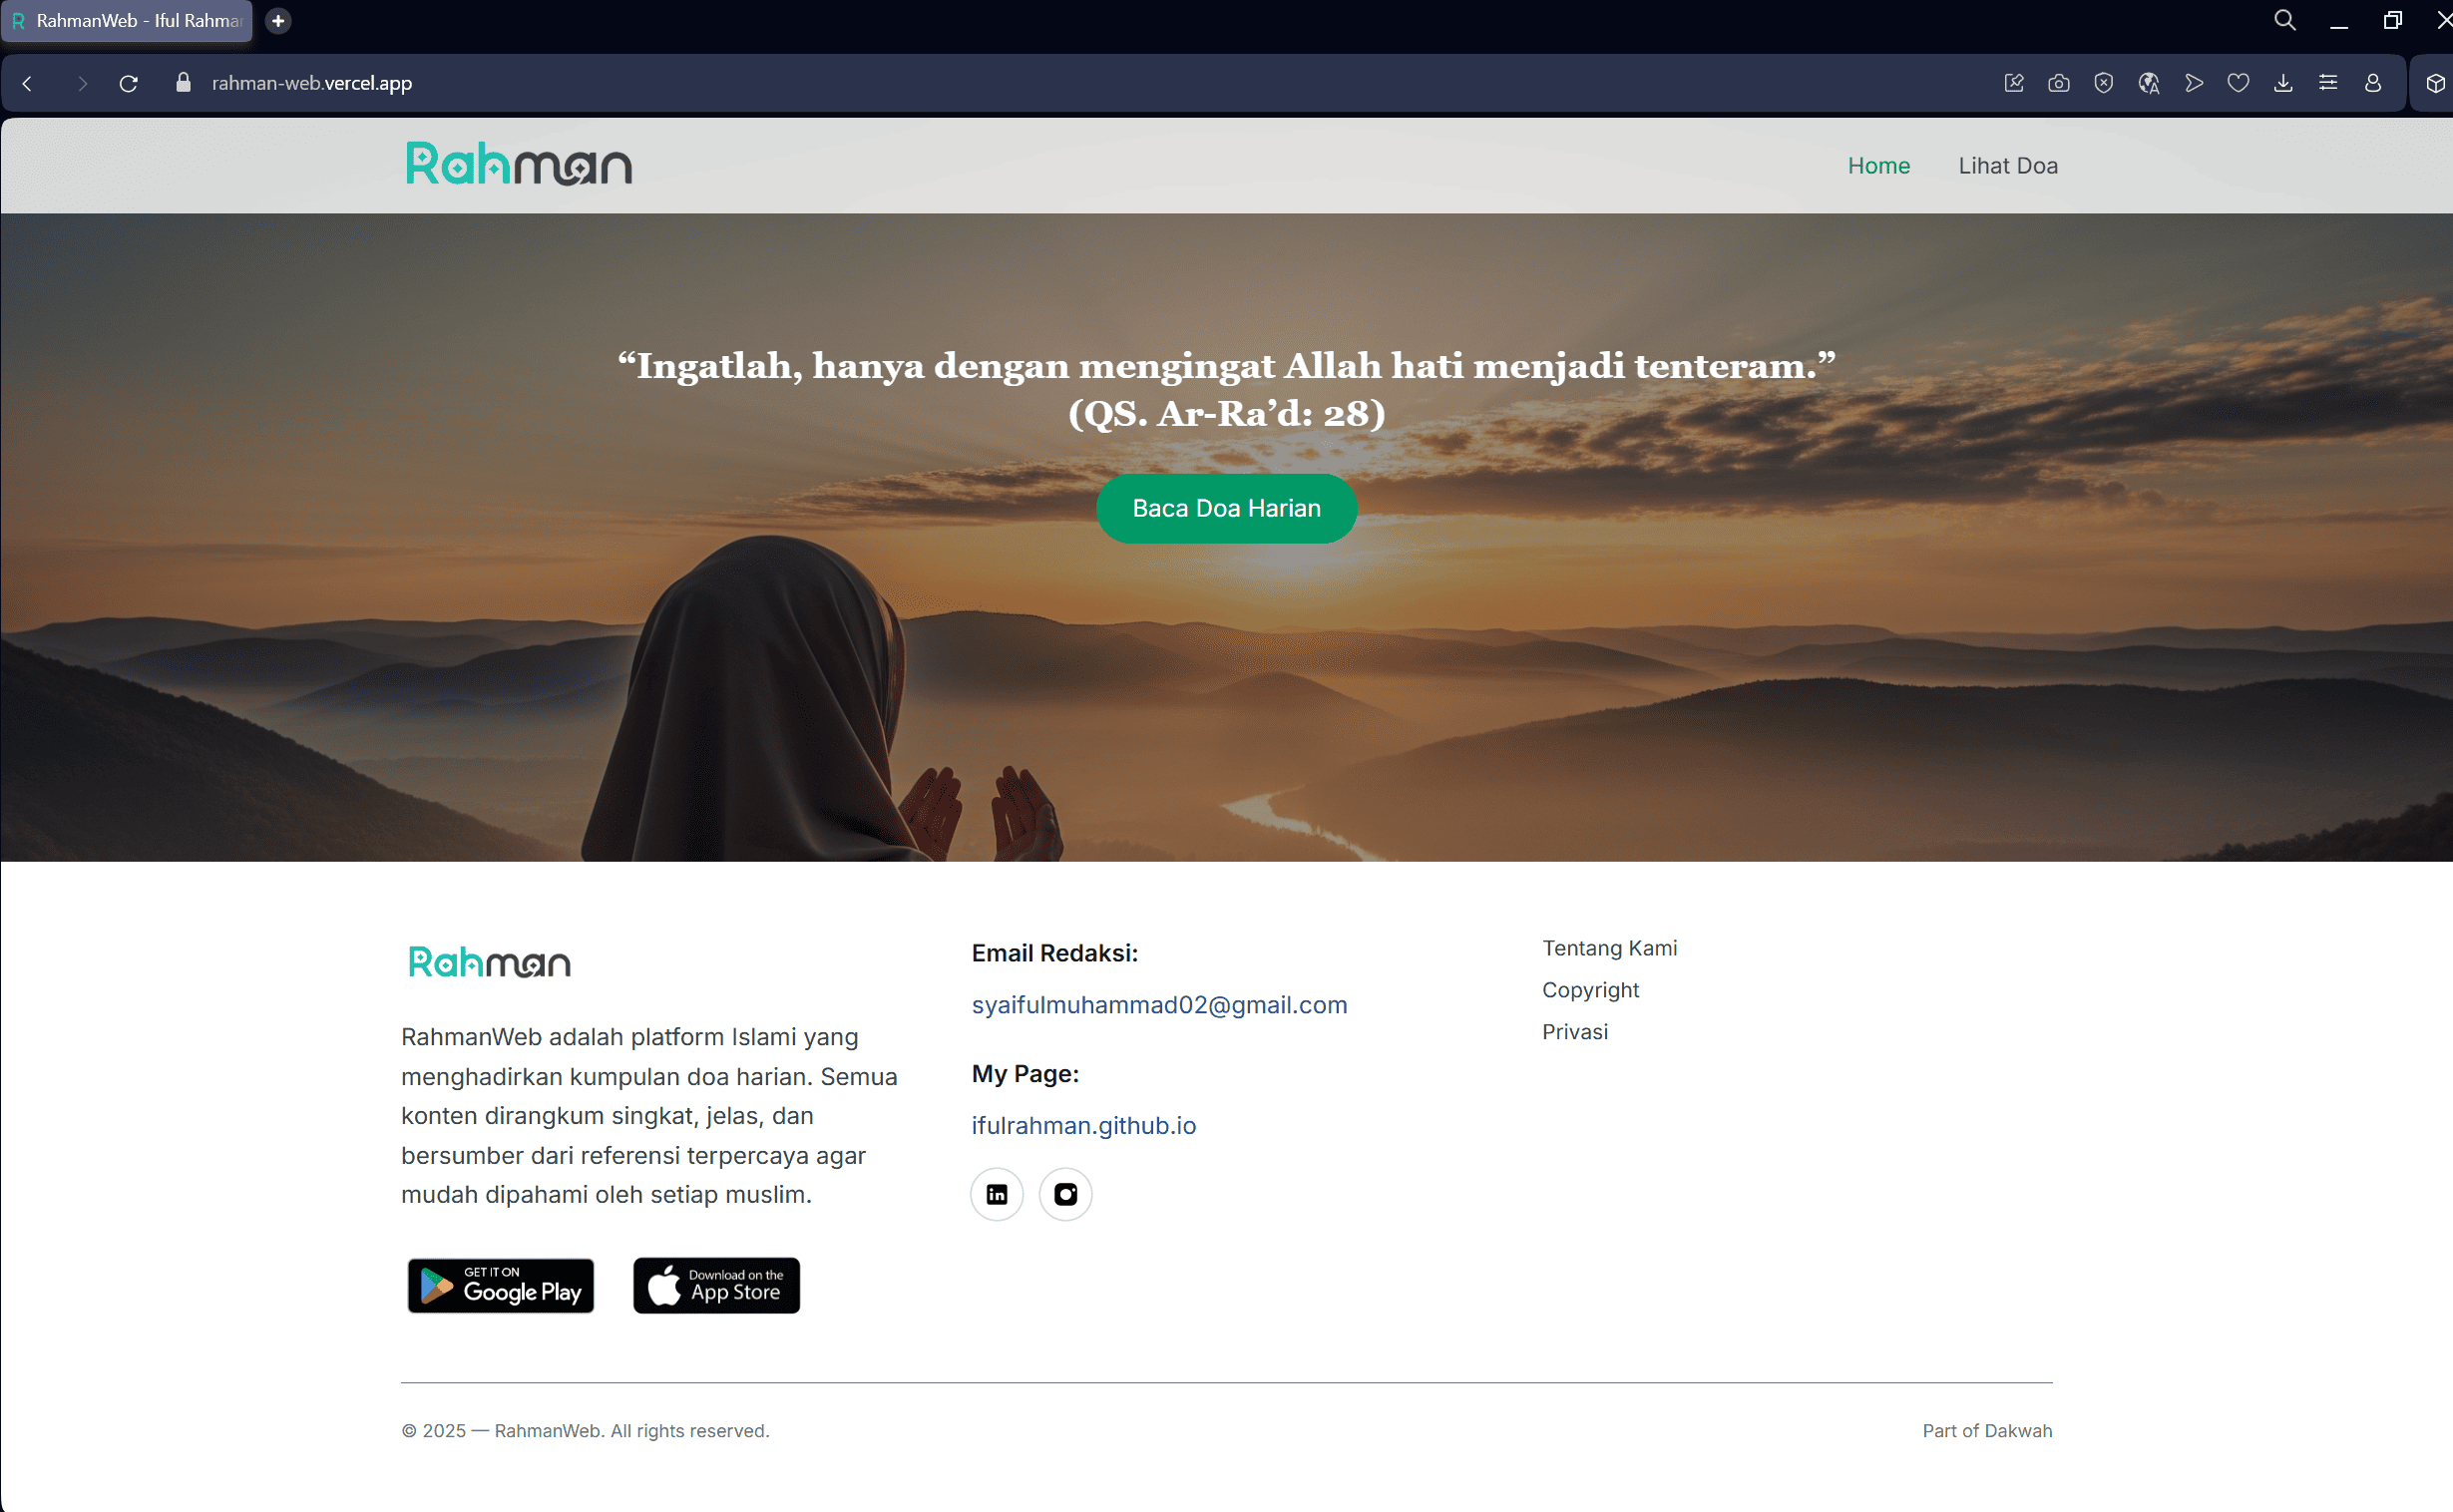 RahmanWeb - Iful Rahma
rahman-web.vercel.app
Rahman
Home
Lihat Doa
“Ingatlah, hanya dengan mengingat Allah hati menjadi tenteram.”
(QS. Ar-Ra’d: 28)
Baca Doa Harian
Rahman
RahmanWeb adalah platform Islami yang
menghadirkan kumpulan doa harian. Semua
konten dirangkum singkat, jelas, dan
bersumber dari referensi terpercaya agar
mudah dipahami oleh setiap muslim.
GET IT ON
Google Play
Download on the
App Store
Email Redaksi:
syaifulmuhammad02@gmail.com
My Page:
ifulrahman.github.io
Tentang Kami
Copyright
Privasi
© 2025 — RahmanWeb. All rights reserved.
Part of Dakwah